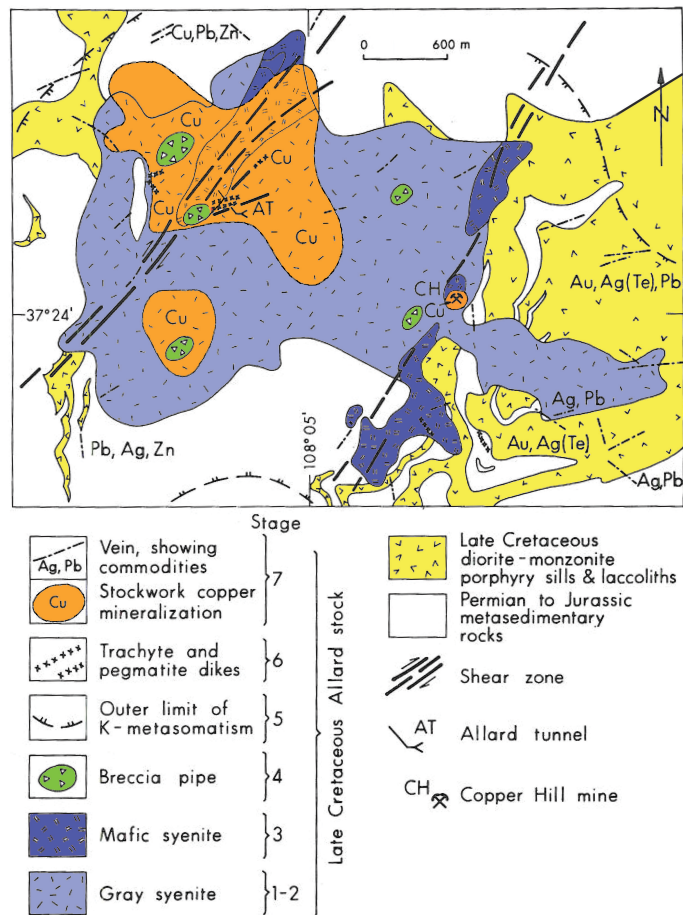 Cu,Pb,Zn
0 600 m
N
Cu
Cu
Cu
AT
Cu
Au, Ag(Te), Pb
CH
Cu
37°24'
Cu
Ag, Pb
108° 05'
Au, Ag(Te)
Pb, Ag, Zn
Ag,Pb
Stage
Ag, Pb
Vein, showing
commodities
Cu
Stockwork copper
mineralization
7
Trachyte and
pegmatite dikes
6
Outer limit of
K-metasomatism
5
Breccia pipe
4
Mafic syenite
3
Gray syenite
1-2
Late Cretaceous Allard stock
Late Cretaceous
diorite-monzonite
porphyry sills & laccoliths
Permian to Jurassic
metasedimentary
rocks
Shear zone
AT
Allard tunnel
CH
Copper Hill mine